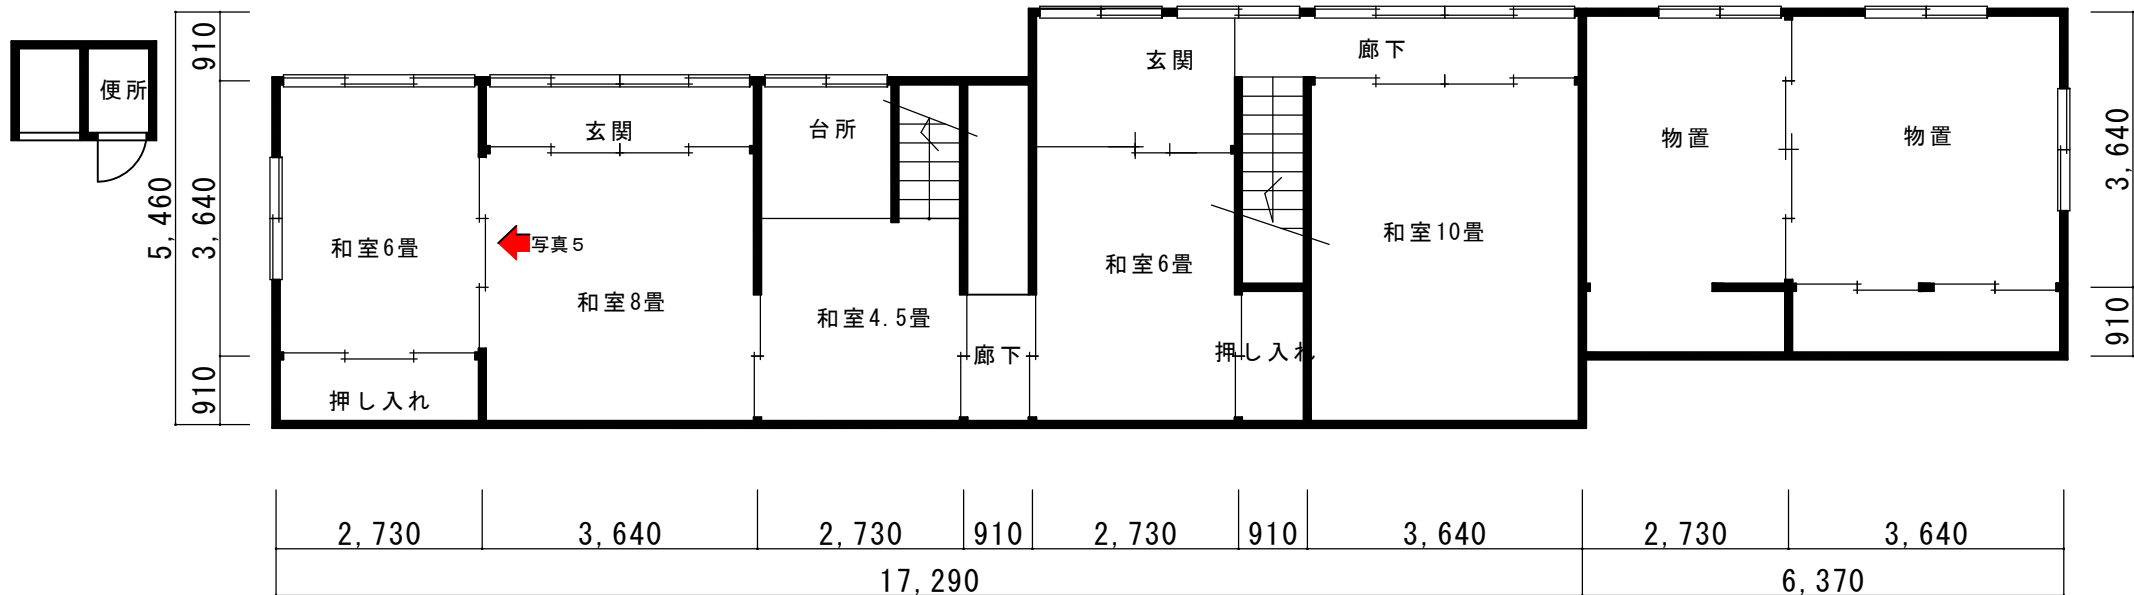 便所
910
3,640
910
5,460
玄関
台所
和室6畳
写真5
和室8畳
和室4.5畳
押し入れ
廊下
玄関
廊下
和室6畳
押し入れ
和室10畳
物置
物置
3,640
910
2,730
3,640
2,730
910
2,730
910
3,640
2,730
3,640
17,290
6,370